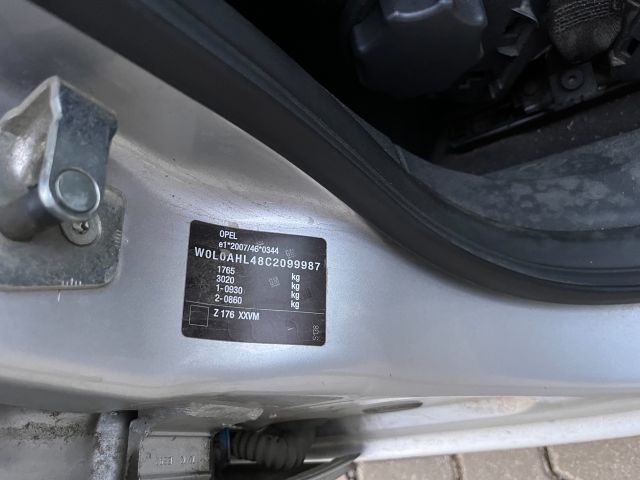 OPEL
e1*2007/46*0344
W0L0AHL48C2099987
1765 kg
3020 kg
1-0930 kg
2-0860 kg
Z 176 XXVM